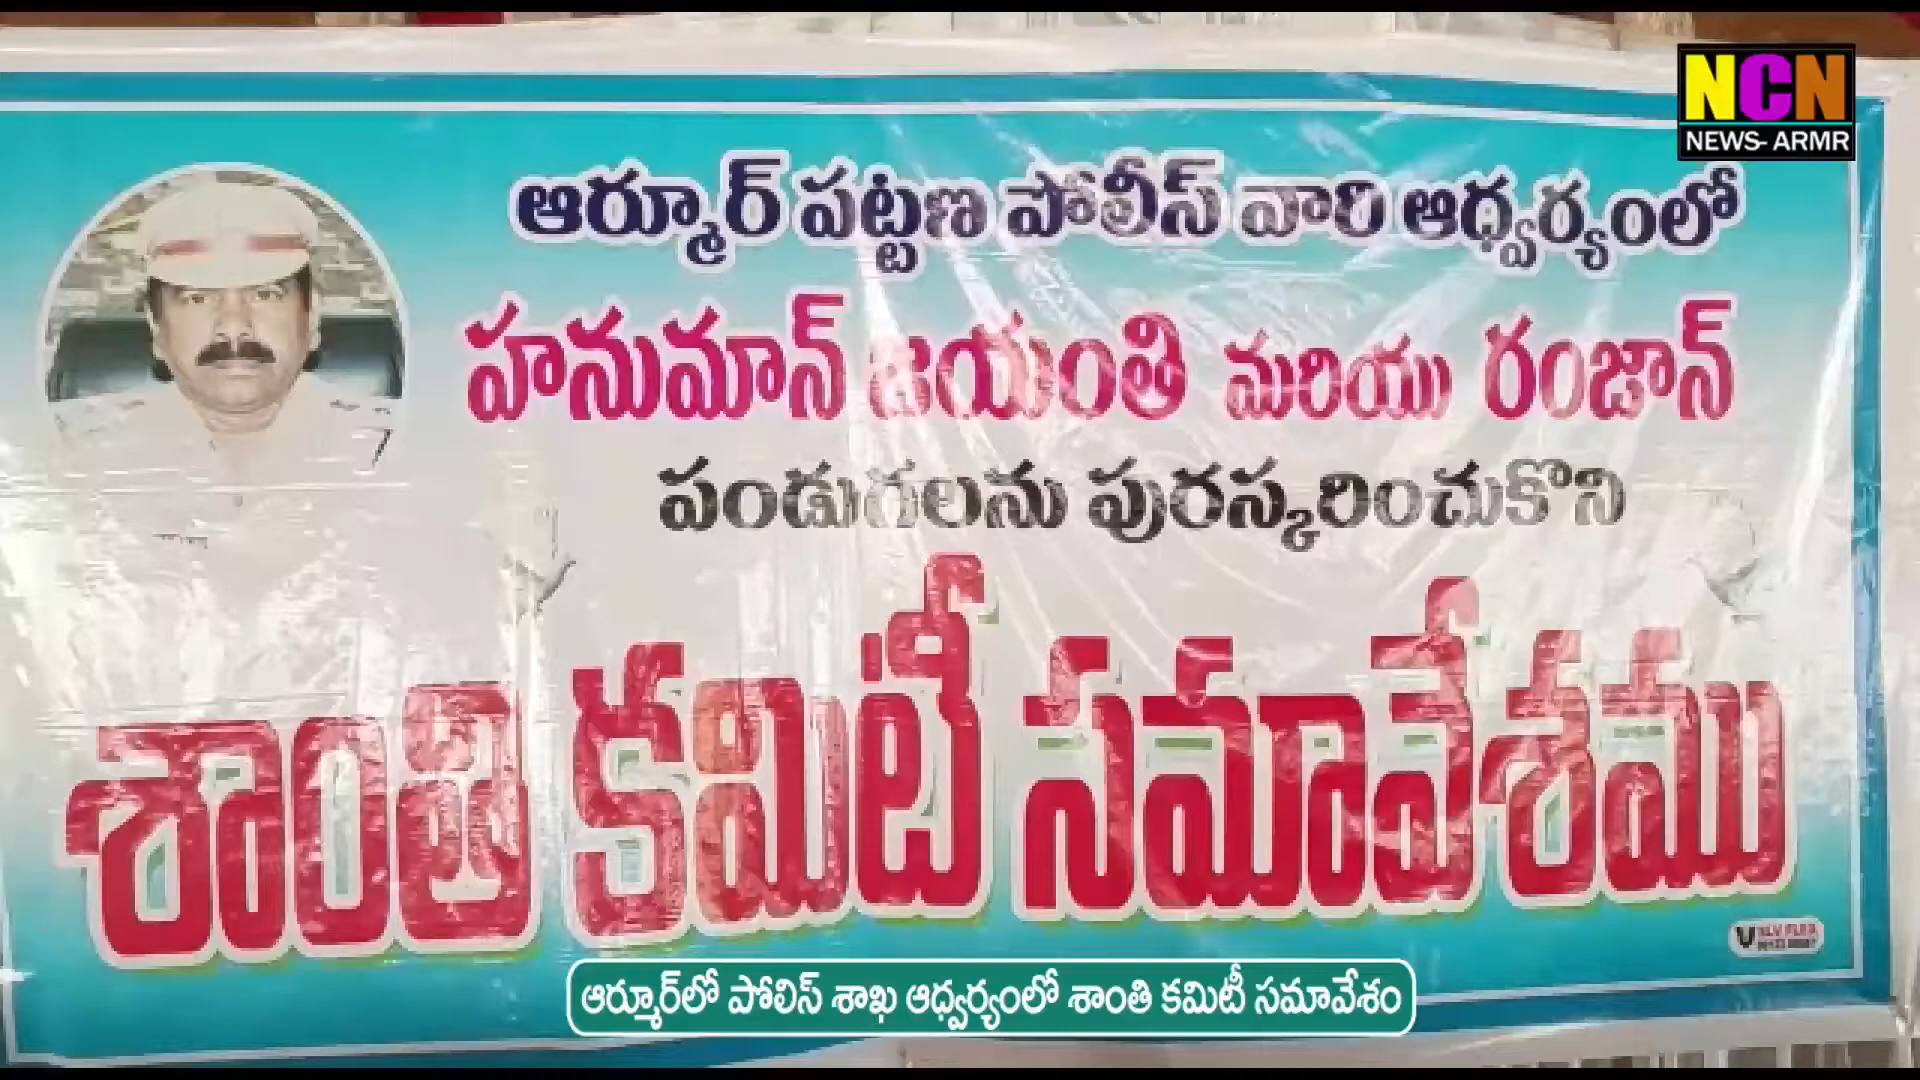 NCN
NEWS- ARMR
ఆర్మూర్ పట్టణ పోలీస్ వారి ఆధ్వర్యంలో
హనుమాన్ జయంతి మరియు రంజాన్
పండుగలను పురస్కరించుకొని
శాంతి కమిటీ సమావేశము
ఆర్మూర్‌లో పోలిస్ శాఖ ఆధ్వర్యంలో శాంతి కమిటీ సమావేశం